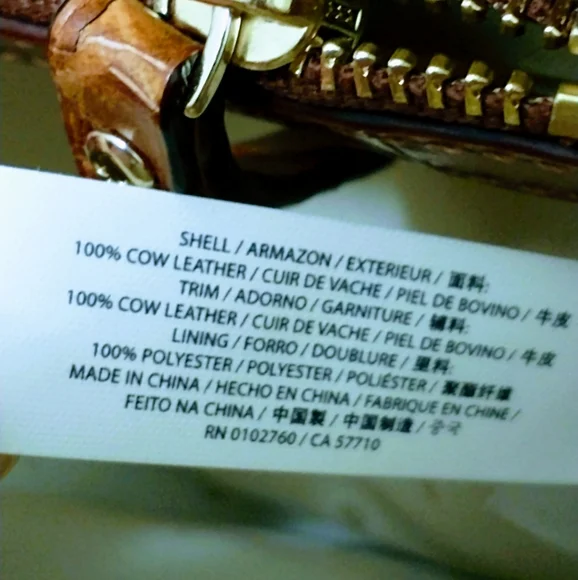 SHELL / ARMAZON / EXTERIEUR / 面料:
100% COW LEATHER / CUIR DE VACHE / PIEL DE BOVINO / 牛皮
TRIM / ADORNO / GARNITURE / 辅料:
100% COW LEATHER / CUIR DE VACHE / PIEL DE BOVINO / 牛皮
LINING / FORRO / DOUBLURE / 里料:
100% POLYESTER / POLYESTER / POLIÉSTER / 聚酯纤维
MADE IN CHINA / HECHO EN CHINA / FABRIQUE EN CHINE /
FEITO NA CHINA / 中国製 / 中国制造 / 중국
RN 0102760 / CA 57710